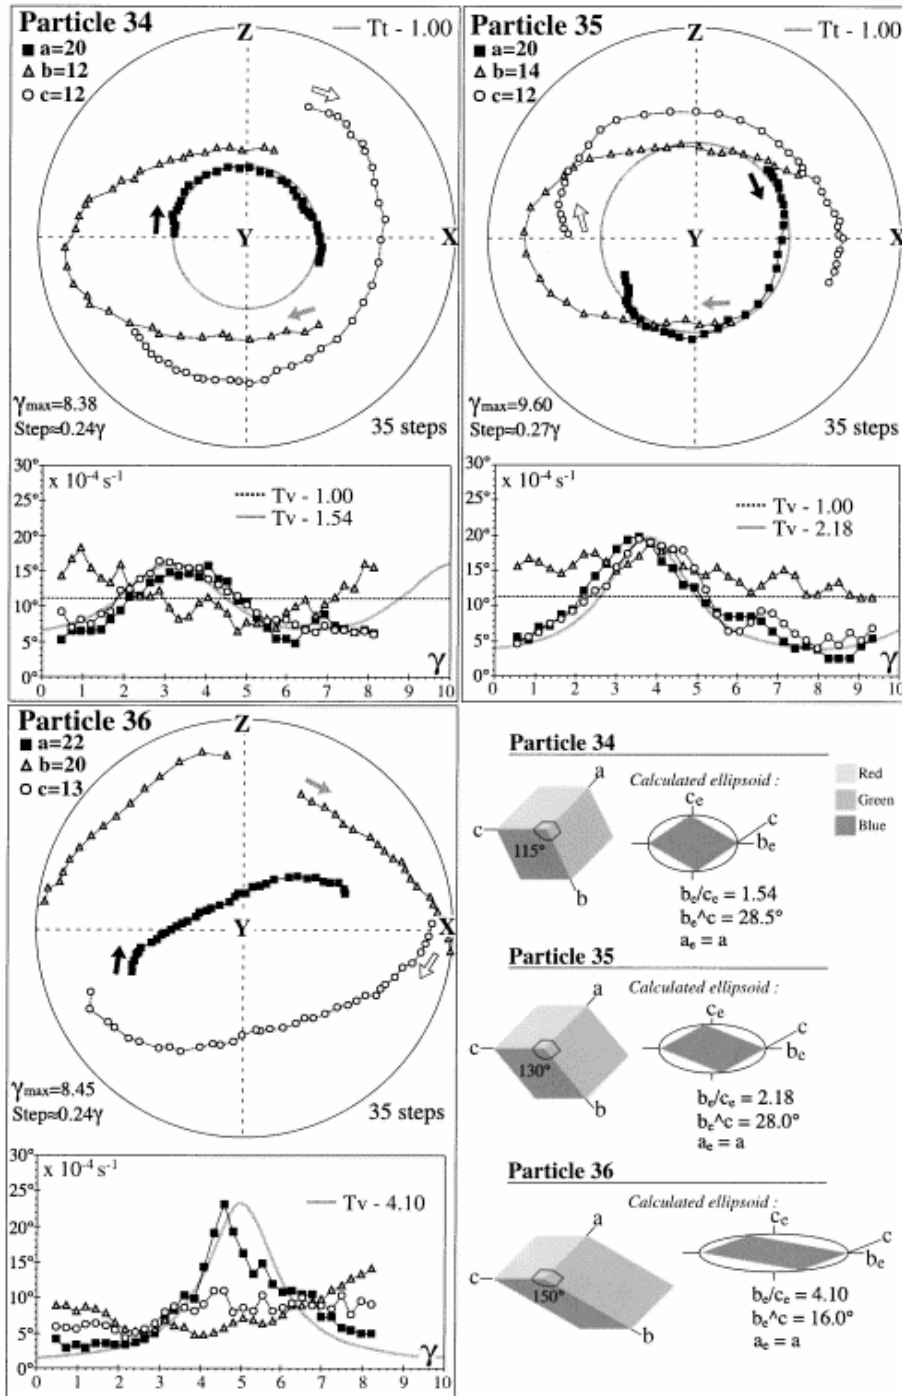 Particle 34
Tt - 1.00
a=20
b=12
c=12
Z
X
Y
γmax=8.38
Step≈0.24γ
35 steps
30°
25°
20°
15°
10°
5°
0°
x 10⁻⁴ s⁻¹
Tv - 1.00
Tv - 1.54
γ
0 1 2 3 4 5 6 7 8 9 10
Particle 35
Tt - 1.00
a=20
b=14
c=12
Z
X
Y
γmax=9.60
Step≈0.27γ
35 steps
30°
25°
20°
15°
10°
5°
0°
x 10⁻⁴ s⁻¹
Tv - 1.00
Tv - 2.18
γ
0 1 2 3 4 5 6 7 8 9 10
Particle 36
a=22
b=20
c=13
Z
X
Y
γmax=8.45
Step≈0.24γ
35 steps
30°
25°
20°
15°
10°
5°
0°
x 10⁻⁴ s⁻¹
Tv - 4.10
γ
0 1 2 3 4 5 6 7 8 9 10
Particle 34
a
c
b
115°
Calculated ellipsoid :
cₑ
c
bₑ
bₑ/cₑ = 1.54
bₑ^c = 28.5°
aₑ = a
Red
Green
Blue
Particle 35
a
c
b
130°
Calculated ellipsoid :
cₑ
c
bₑ
bₑ/cₑ = 2.18
bₑ^c = 28.0°
aₑ = a
Particle 36
a
c
b
150°
Calculated ellipsoid :
cₑ
c
bₑ
bₑ/cₑ = 4.10
bₑ^c = 16.0°
aₑ = a